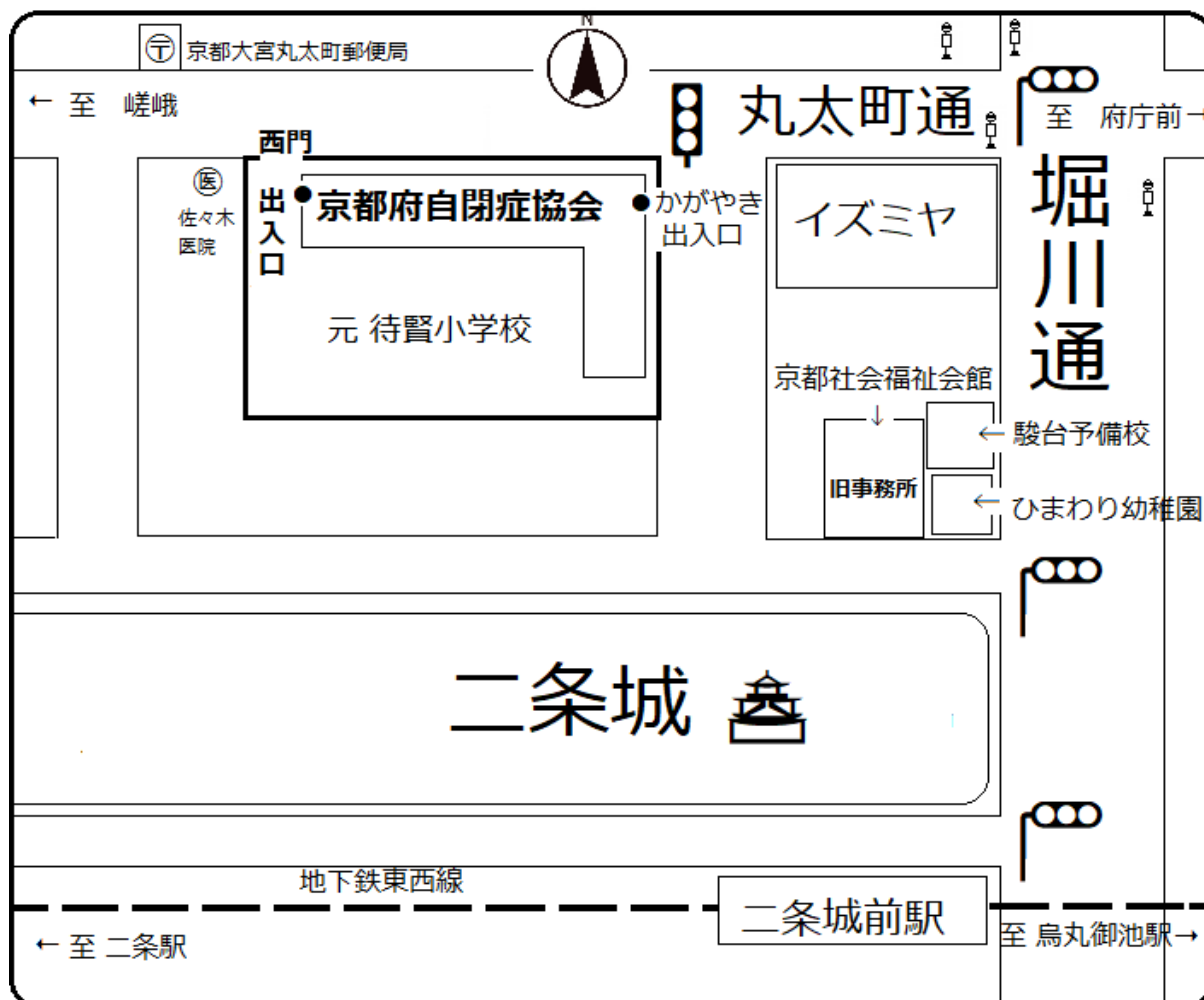 N
〒 京都大宮丸太町郵便局
← 至 嵯峨
丸太町通
至 府庁前→
西門
医
佐々木
医院
出入口
京都府自閉症協会
かがやき
出入口
イズミヤ
堀川通
元 待賢小学校
京都社会福祉会館
↓
←駿台予備校
旧事務所
←ひまわり幼稚園
二条城
地下鉄東西線
二条城前駅
← 至 二条駅
至 烏丸御池駅→